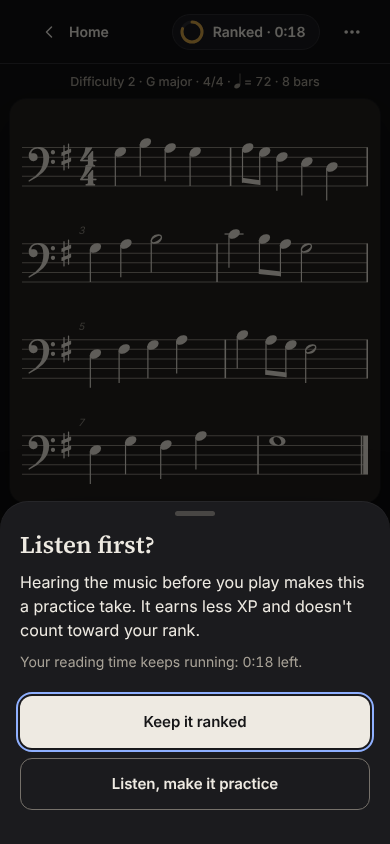 Home
Ranked · 0:18
Difficulty 2 · G major · 4/4 · ♩ = 72 · 8 bars
4
4
3
5
7
Listen first?
Hearing the music before you play makes this
a practice take. It earns less XP and doesn't
count toward your rank.
Your reading time keeps running: 0:18 left.
Keep it ranked
Listen, make it practice